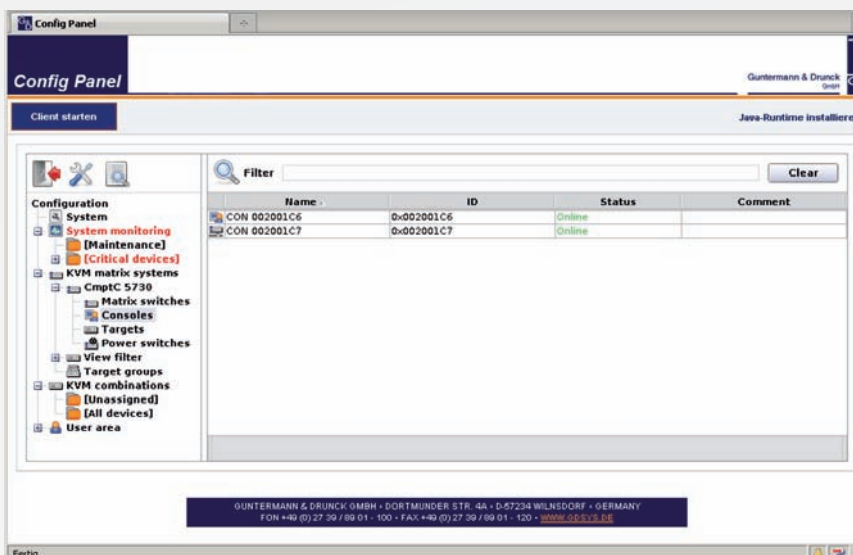 Config Panel
Config Panel
Guntermann & Drunck
GmbH
Client starten
Java-Runtime installiere
Filter
Clear
Configuration
System
System monitoring
[Maintenance]
[Critical devices]
KVM matrix systems
CmptC 5730
Matrix switches
Consoles
Targets
Power switches
View filter
Target groups
KVM combinations
[Unassigned]
[All devices]
User area
Name ID Status Comment
CON 002001C6 0x002001C6 Online
CON 002001C7 0x002001C7 Online
GUNTERMANN & DRUNCK GMBH • DORTMUNDER STR. 4A • D-57234 WILNSDORF • GERMANY
FON +49 (0) 27 39 / 89 01 - 100 • FAX +49 (0) 27 39 / 89 01 - 120 • WWW.GDSYS.DE
Fertig